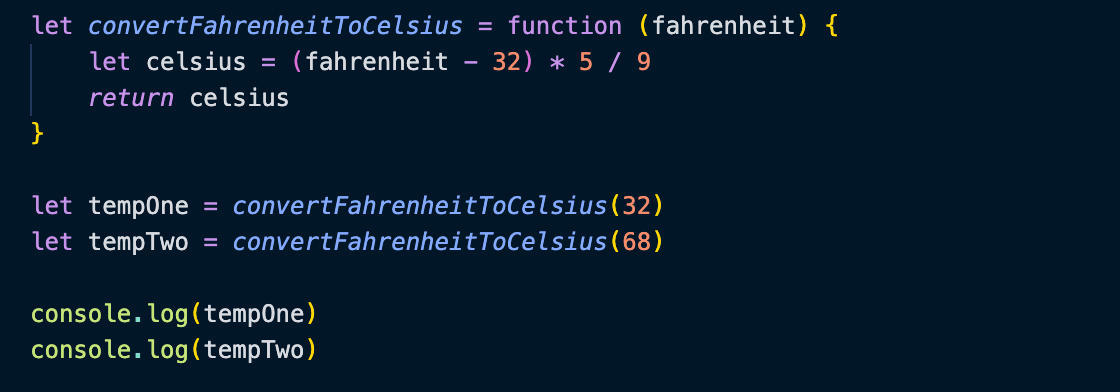 let convertFahrenheitToCelsius = function (fahrenheit) {
    let celsius = (fahrenheit - 32) * 5 / 9
    return celsius
}

let tempOne = convertFahrenheitToCelsius(32)
let tempTwo = convertFahrenheitToCelsius(68)

console.log(tempOne)
console.log(tempTwo)